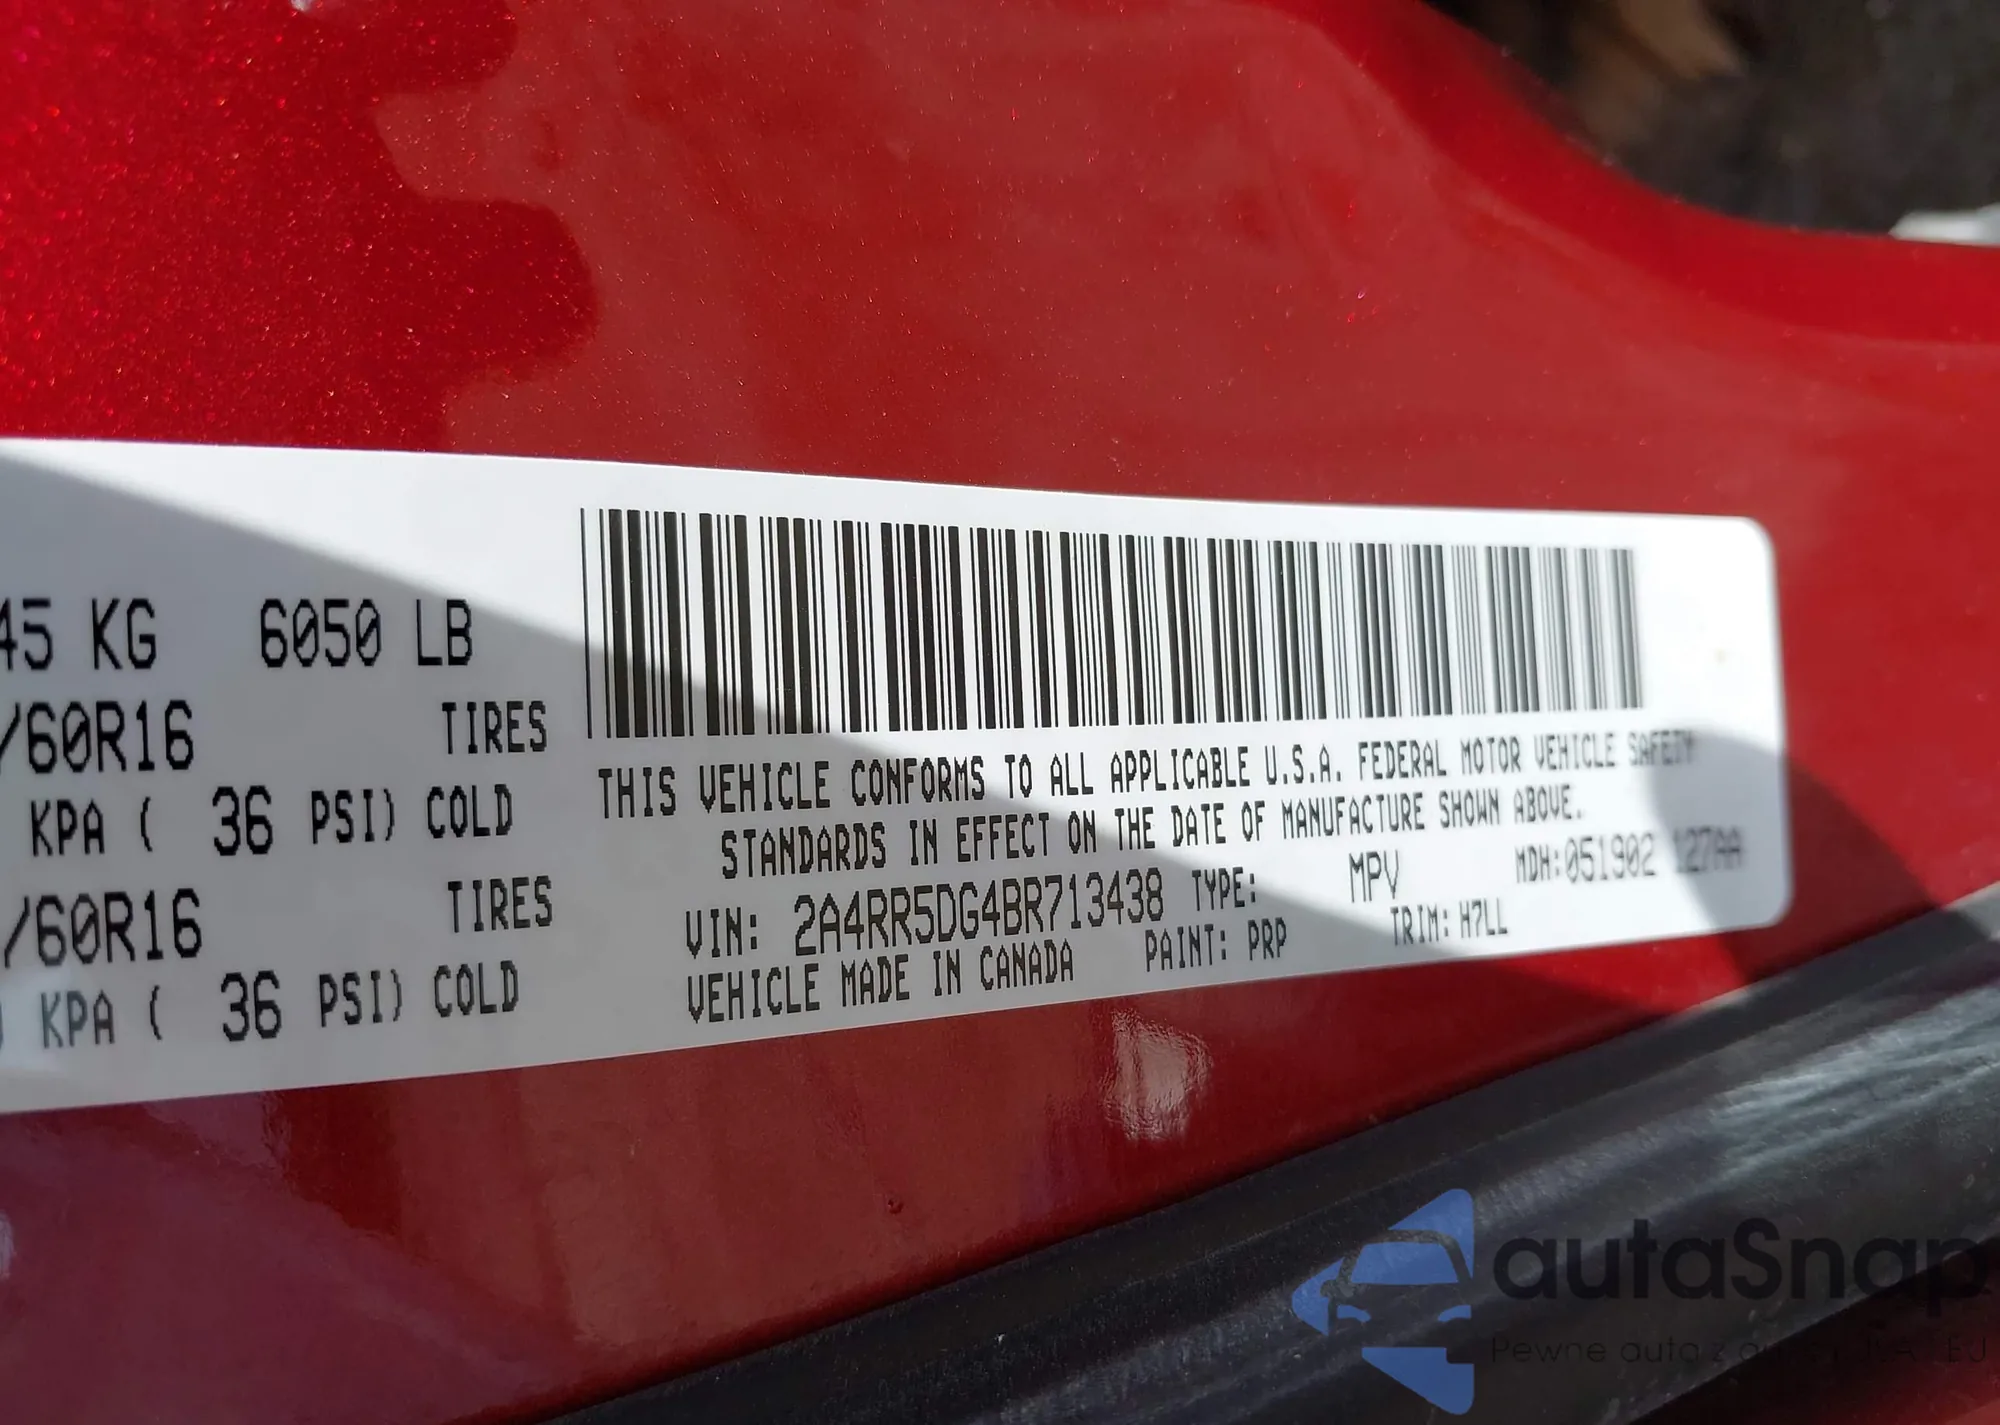 45 KG 6050 LB
/60R16 TIRES
KPA ( 36 PSI) COLD
/60R16 TIRES
KPA ( 36 PSI) COLD
THIS VEHICLE CONFORMS TO ALL APPLICABLE U.S.A. FEDERAL MOTOR VEHICLE SAFETY
STANDARDS IN EFFECT ON THE DATE OF MANUFACTURE SHOWN ABOVE.
VIN: 2A4RR5DG4BR713438 TYPE: MPV MDH:051902 127AA
VEHICLE MADE IN CANADA PAINT: PRP TRIM: H7LL
autaSnap
Pewne auta z